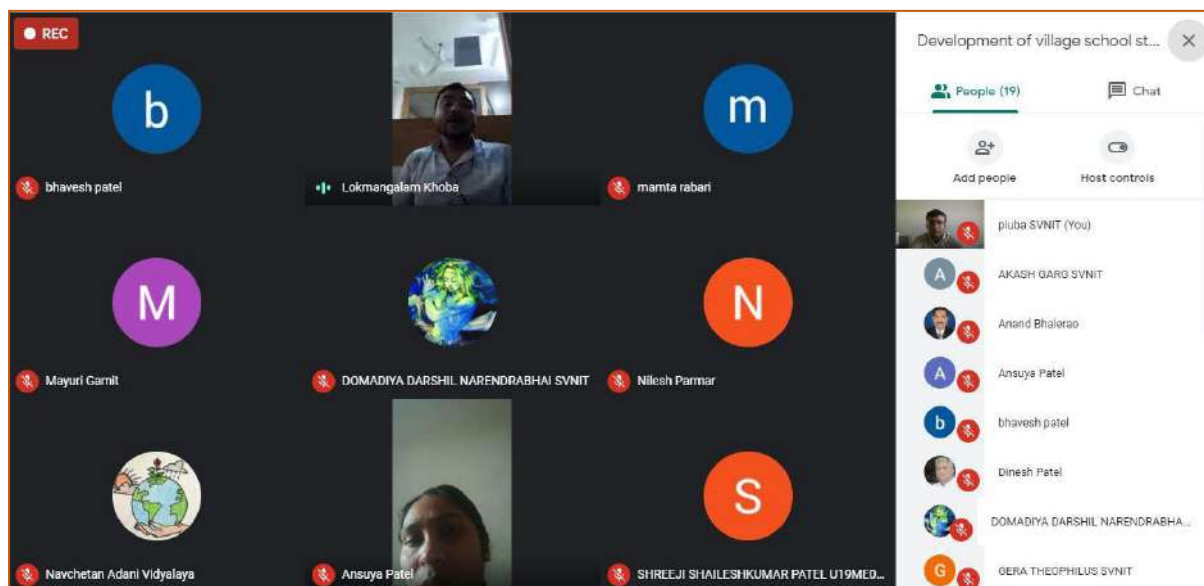 REC
b
bhavesh patel
Lokmangalam Khoba
m
mamta rabari
M
Mayuri Gamit
DOMADIYA DARSHIL NARENDRABHAI SVNIT
N
Nilesh Parmar
Navchetan Adani Vidyalaya
Ansuya Patel
S
SHREEJI SHAILESHKUMAR PATEL U19ME0...
Development of village school st...
People (19)
Chat
Add people
Host controls
piuba SVNIT (You)
A
AKASH GARG SVNIT
Anand Bhalerao
A
Ansuya Patel
b
bhavesh patel
Dinesh Patel
DOMADIYA DARSHIL NARENDRABHA...
G
GERA THEOPHILUS SVNIT